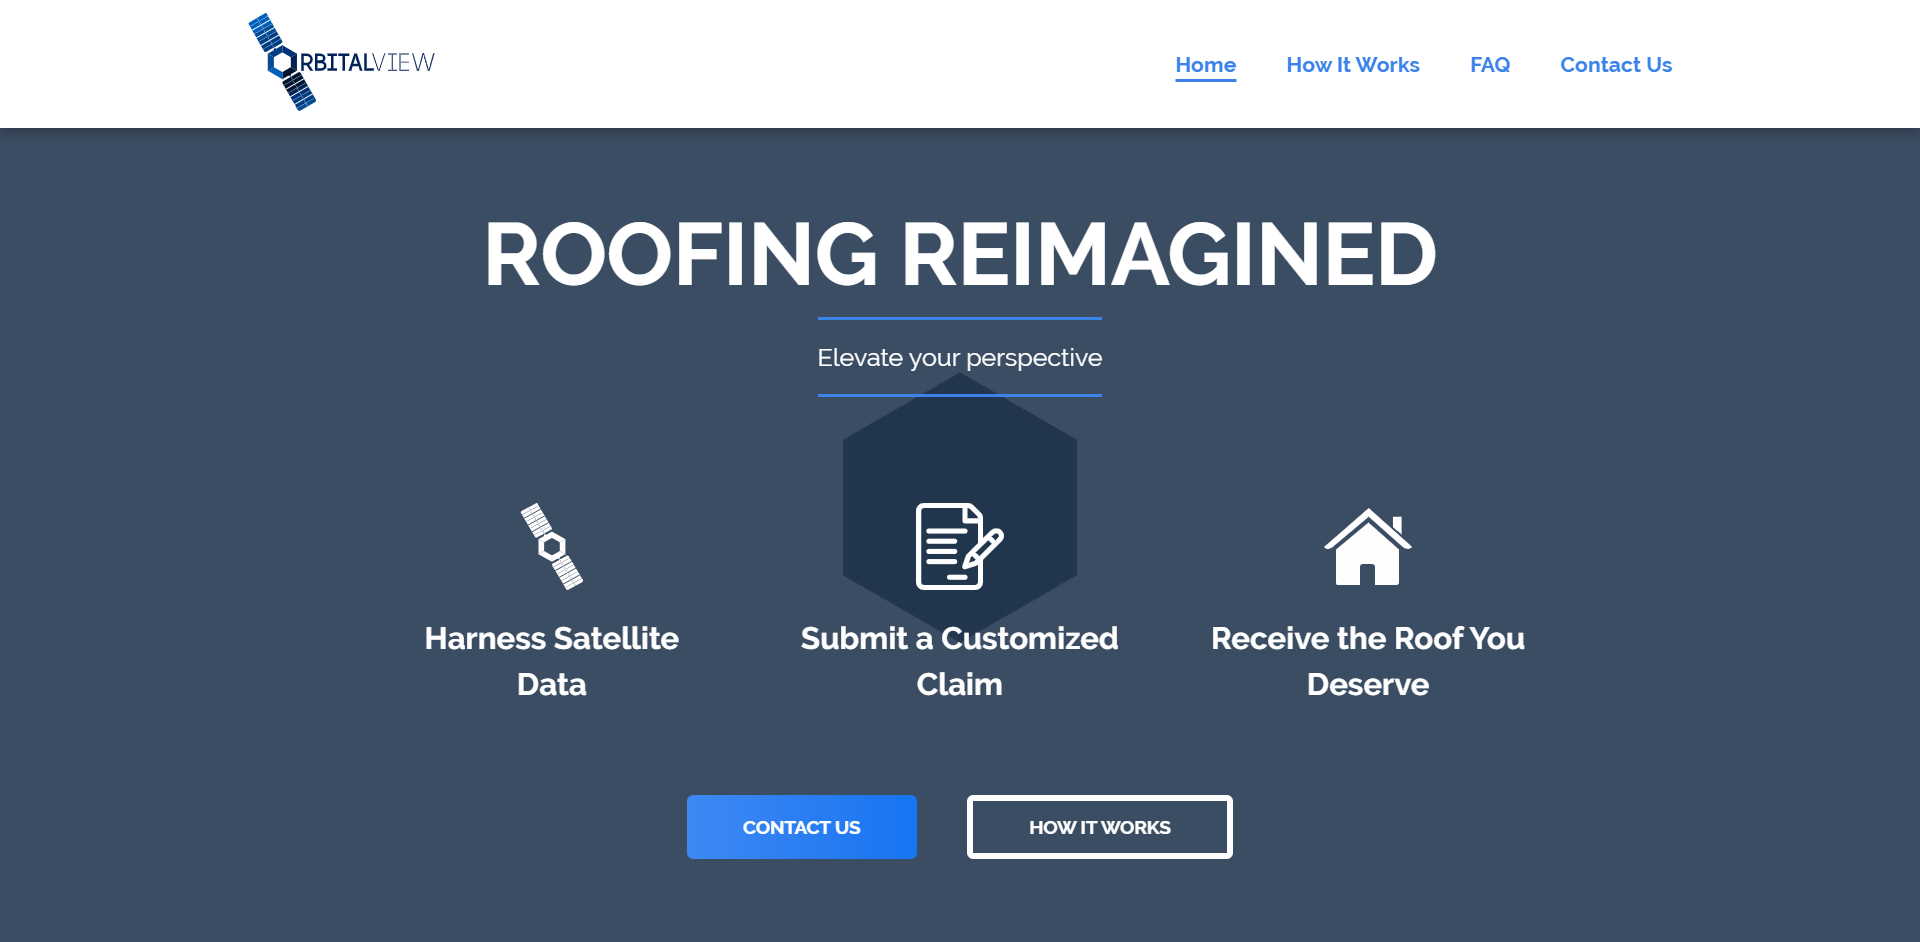 ORBITALVIEW
Home
How It Works
FAQ
Contact Us
ROOFING REIMAGINED
Elevate your perspective
Harness Satellite
Data
Submit a Customized
Claim
Receive the Roof You
Deserve
CONTACT US
HOW IT WORKS